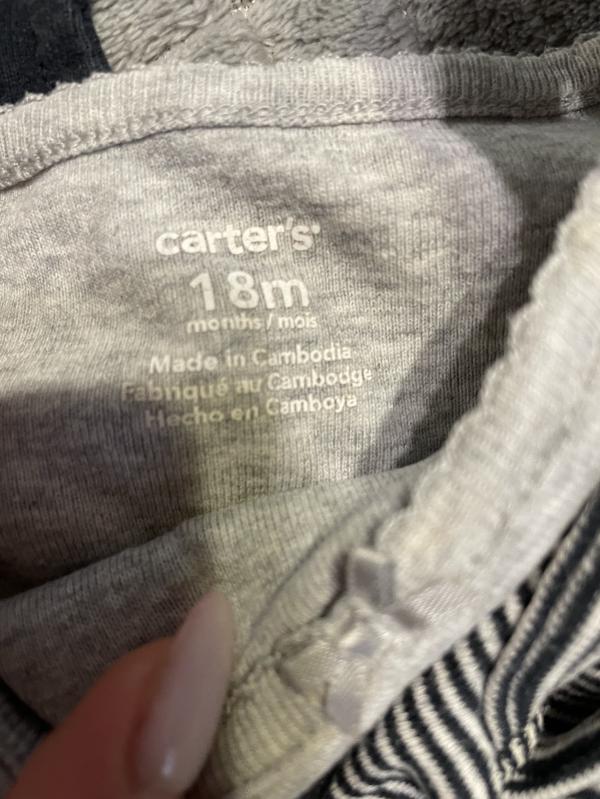 carter's
18m
months/mois
Made in Cambodia
Fabriqué au Cambodge
Hecho en Camboya